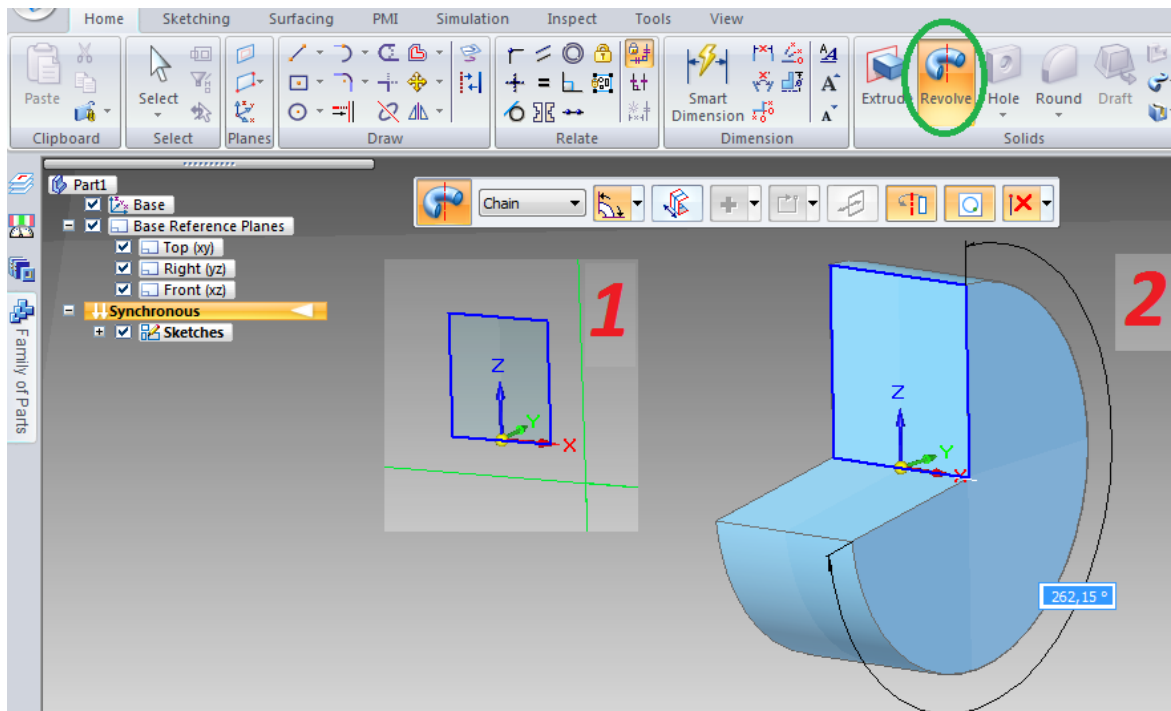 Home Sketching Surfacing PMI Simulation Inspect Tools View
Paste
Clipboard
Select
Select
Planes
Draw
Relate
Smart
Dimension
Dimension
Extrud Revolve Hole Round Draft
Solids
Part1
Base
Base Reference Planes
Top (xy)
Right (yz)
Front (xz)
Synchronous
Sketches
Family of Parts
Chain
1
Z
Y
X
2
Z
Y
X
262,15 °